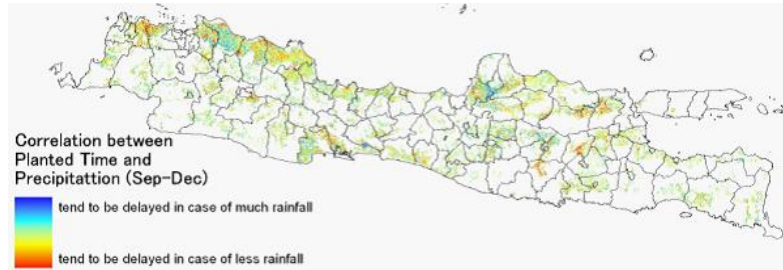 Correlation between
Planted Time and
Precipitattion (Sep-Dec)
tend to be delayed in case of much rainfall
tend to be delayed in case of less rainfall